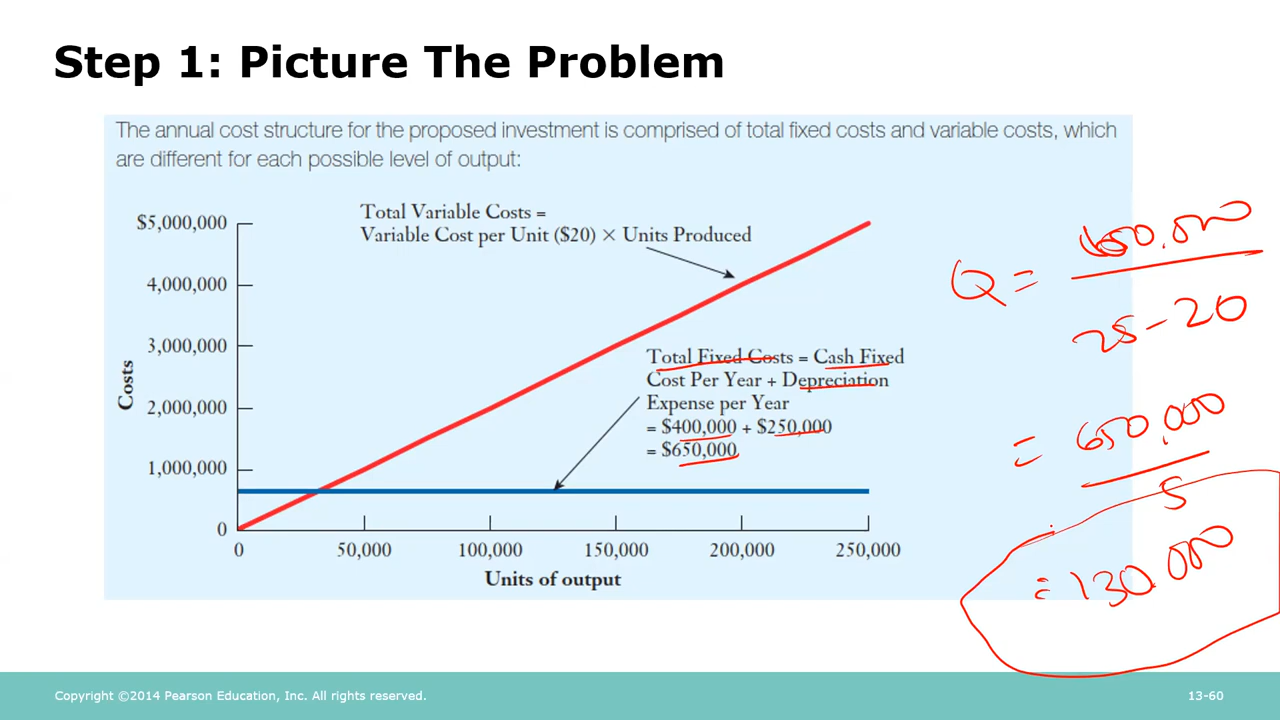 Step 1: Picture The Problem
The annual cost structure for the proposed investment is comprised of total fixed costs and variable costs, which
are different for each possible level of output:
Total Variable Costs =
Variable Cost per Unit ($20) × Units Produced
$5,000,000
4,000,000
3,000,000
2,000,000
1,000,000
0
Costs
Total Fixed Costs = Cash Fixed
Cost Per Year + Depreciation
Expense per Year
= $400,000 + $250,000
= $650,000
0 50,000 100,000 150,000 200,000 250,000
Units of output
Q = 650.000
25-20
= 650,000
5
= 130.000
Copyright ©2014 Pearson Education, Inc. All rights reserved.
13-60